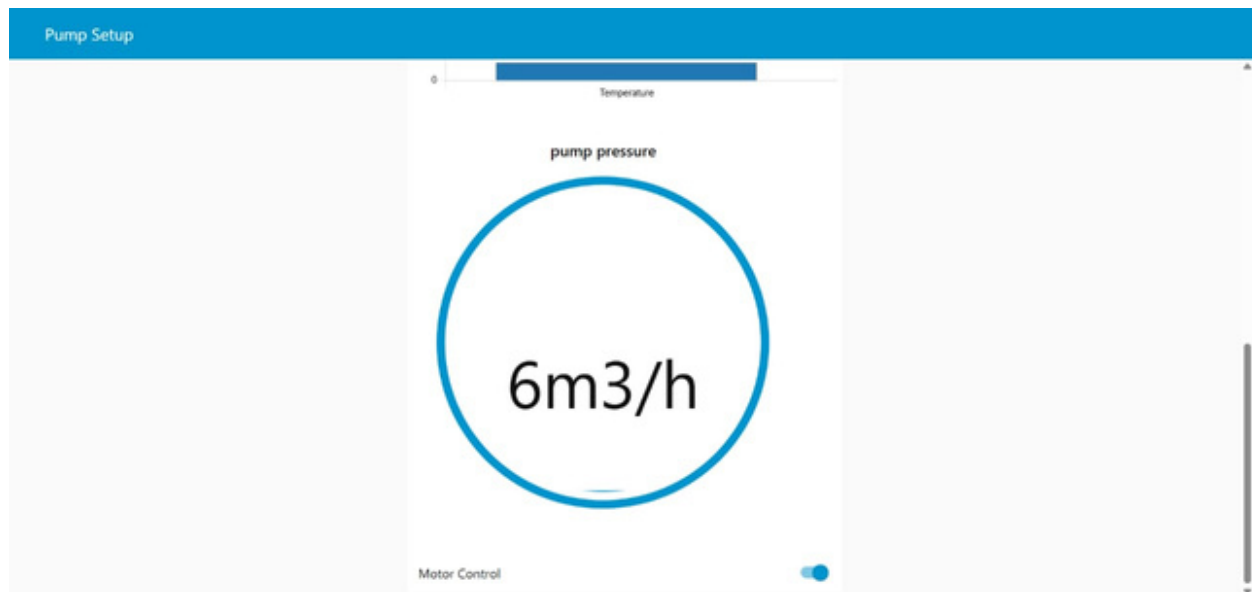 Pump Setup
0
Temperature
pump pressure
6m3/h
Motor Control